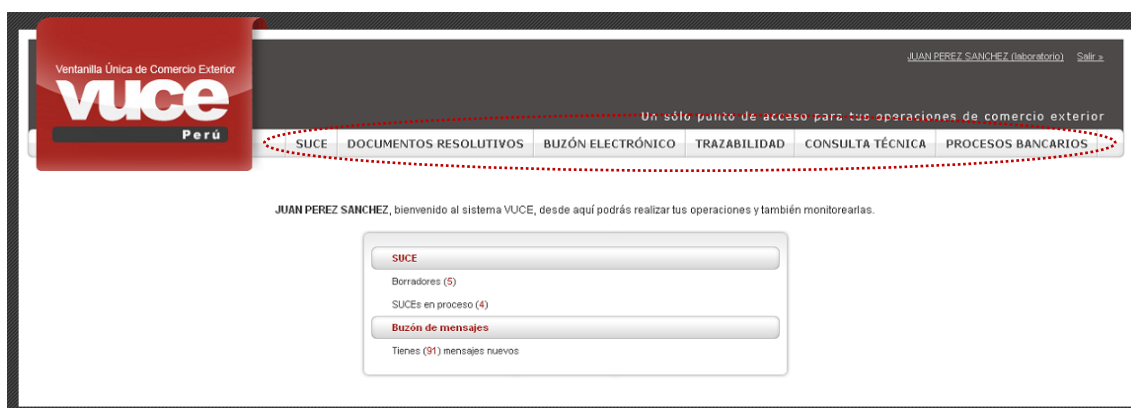 JUAN PEREZ SANCHEZ (laboratorio) Salir »
Ventanilla Única de Comercio Exterior
vuce
Perú
Un sólo punto de acceso para tus operaciones de comercio exterior
SUCE DOCUMENTOS RESOLUTIVOS BUZÓN ELECTRÓNICO TRAZABILIDAD CONSULTA TÉCNICA PROCESOS BANCARIOS
JUAN PEREZ SANCHEZ, bienvenido al sistema VUCE, desde aquí podrás realizar tus operaciones y también monitorearlas.
SUCE
Borradores (5)
SUCEs en proceso (4)
Buzón de mensajes
Tienes (91) mensajes nuevos